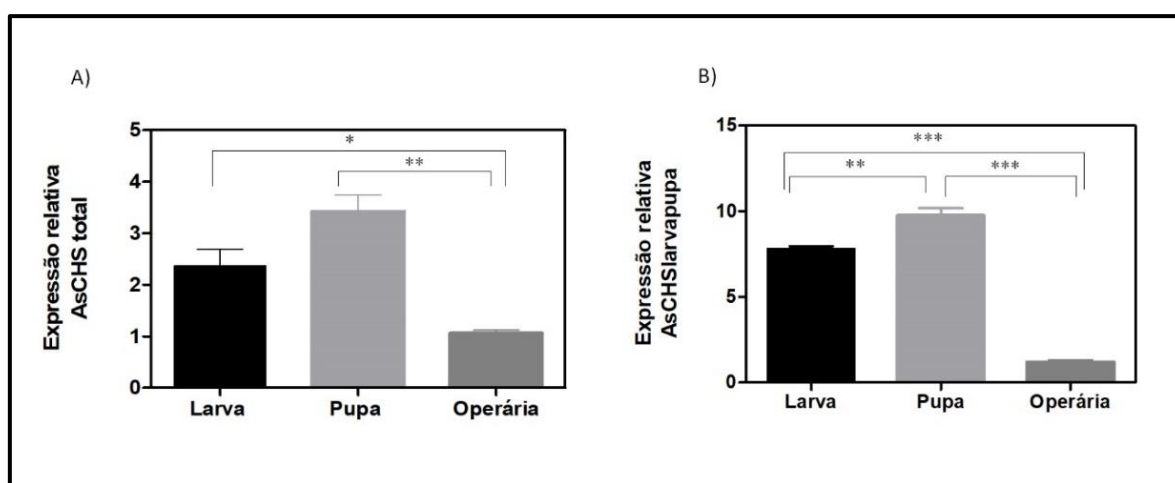 A)
Expressão relativa
AsCHS total
5
4
3
2
1
0
*
**
Larva Pupa Operária
B)
Expressão relativa
AsCHSlarvapupa
15
10
5
0
***
** ***
Larva Pupa Operária